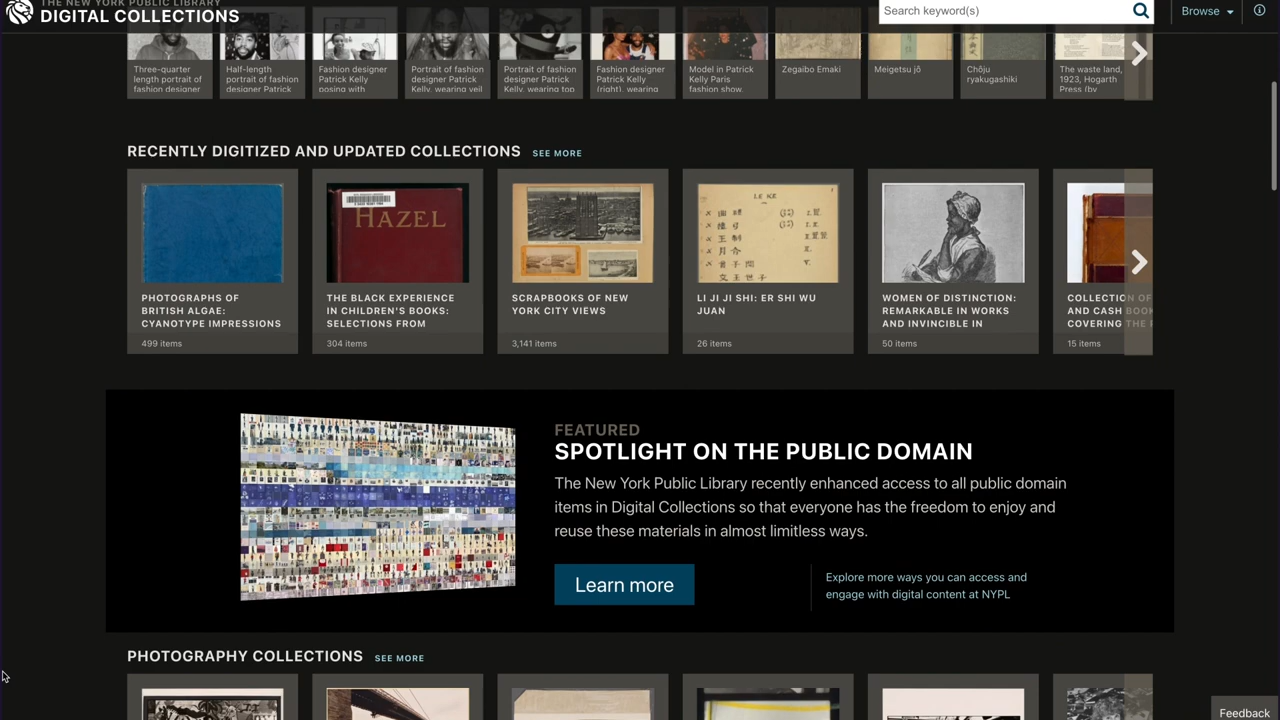 THE NEW YORK PUBLIC LIBRARY
DIGITAL COLLECTIONS
Search keyword(s)
Browse
Three-quarter
length portrait of
fashion designer
Half-length
portrait of fashion
designer Patrick
Fashion designer
Patrick Kelly
posing with
Portrait of fashion
designer Patrick
Kelly, wearing veil
Portrait of fashion
designer Patrick
Kelly, wearing top
Fashion designer
Patrick Kelly
(right), wearing
Model in Patrick
Kelly Paris
fashion show.
Zegaibo Emaki
Meigetsu jō
Chōju
ryakugashiki
The waste land,
1923, Hogarth
Press (by
RECENTLY DIGITIZED AND UPDATED COLLECTIONS SEE MORE
HAZEL
LI KI
PHOTOGRAPHS OF
BRITISH ALGAE:
CYANOTYPE IMPRESSIONS
499 items
THE BLACK EXPERIENCE
IN CHILDREN'S BOOKS:
SELECTIONS FROM
304 items
SCRAPBOOKS OF NEW
YORK CITY VIEWS
3,141 items
LI JI JI SHI: ER SHI WU
JUAN
26 items
WOMEN OF DISTINCTION:
REMARKABLE IN WORKS
AND INVINCIBLE IN
50 items
COLLECTION OF
AND CASH BOOK
COVERING THE
15 items
FEATURED
SPOTLIGHT ON THE PUBLIC DOMAIN
The New York Public Library recently enhanced access to all public domain
items in Digital Collections so that everyone has the freedom to enjoy and
reuse these materials in almost limitless ways.
Learn more
Explore more ways you can access and
engage with digital content at NYPL
PHOTOGRAPHY COLLECTIONS SEE MORE
Feedback